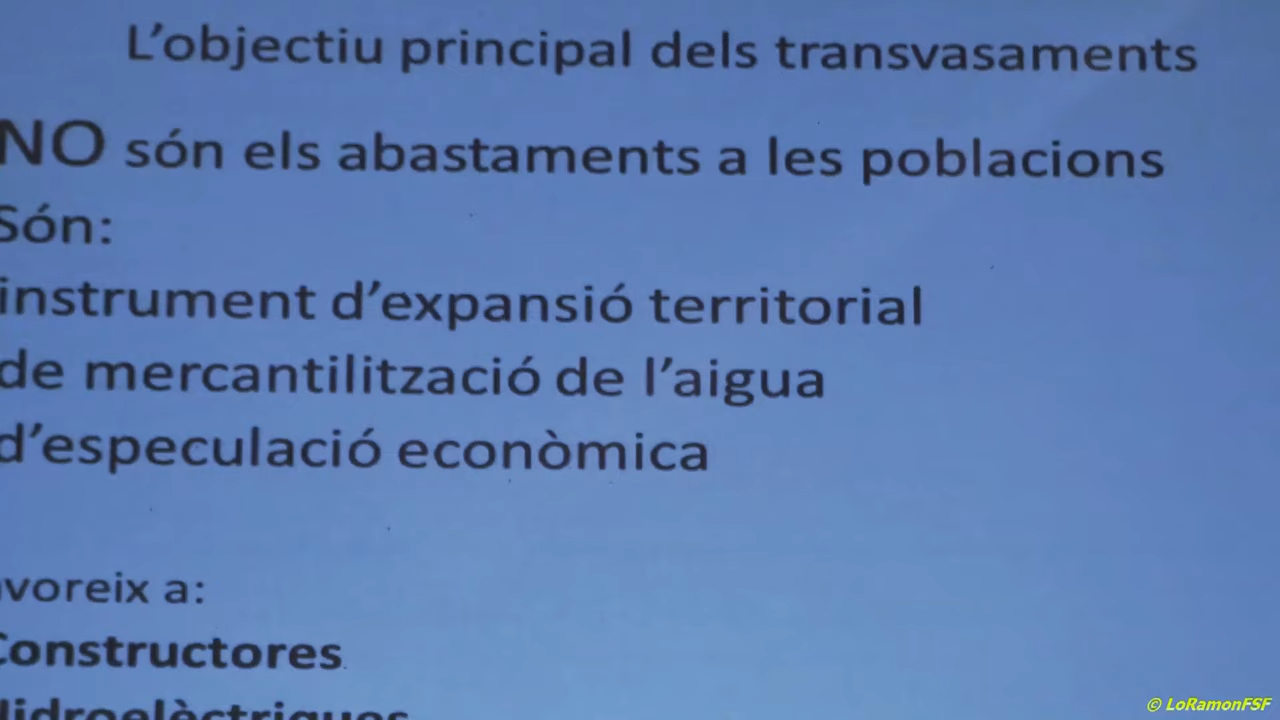 L’objectiu principal dels transvasaments
NO són els abastaments a les poblacions
Són:
instrument d’expansió territorial
de mercantilització de l’aigua
d’especulació econòmica
avoreix a:
Constructores
Hidroelèctriques
© LoRamonFSF